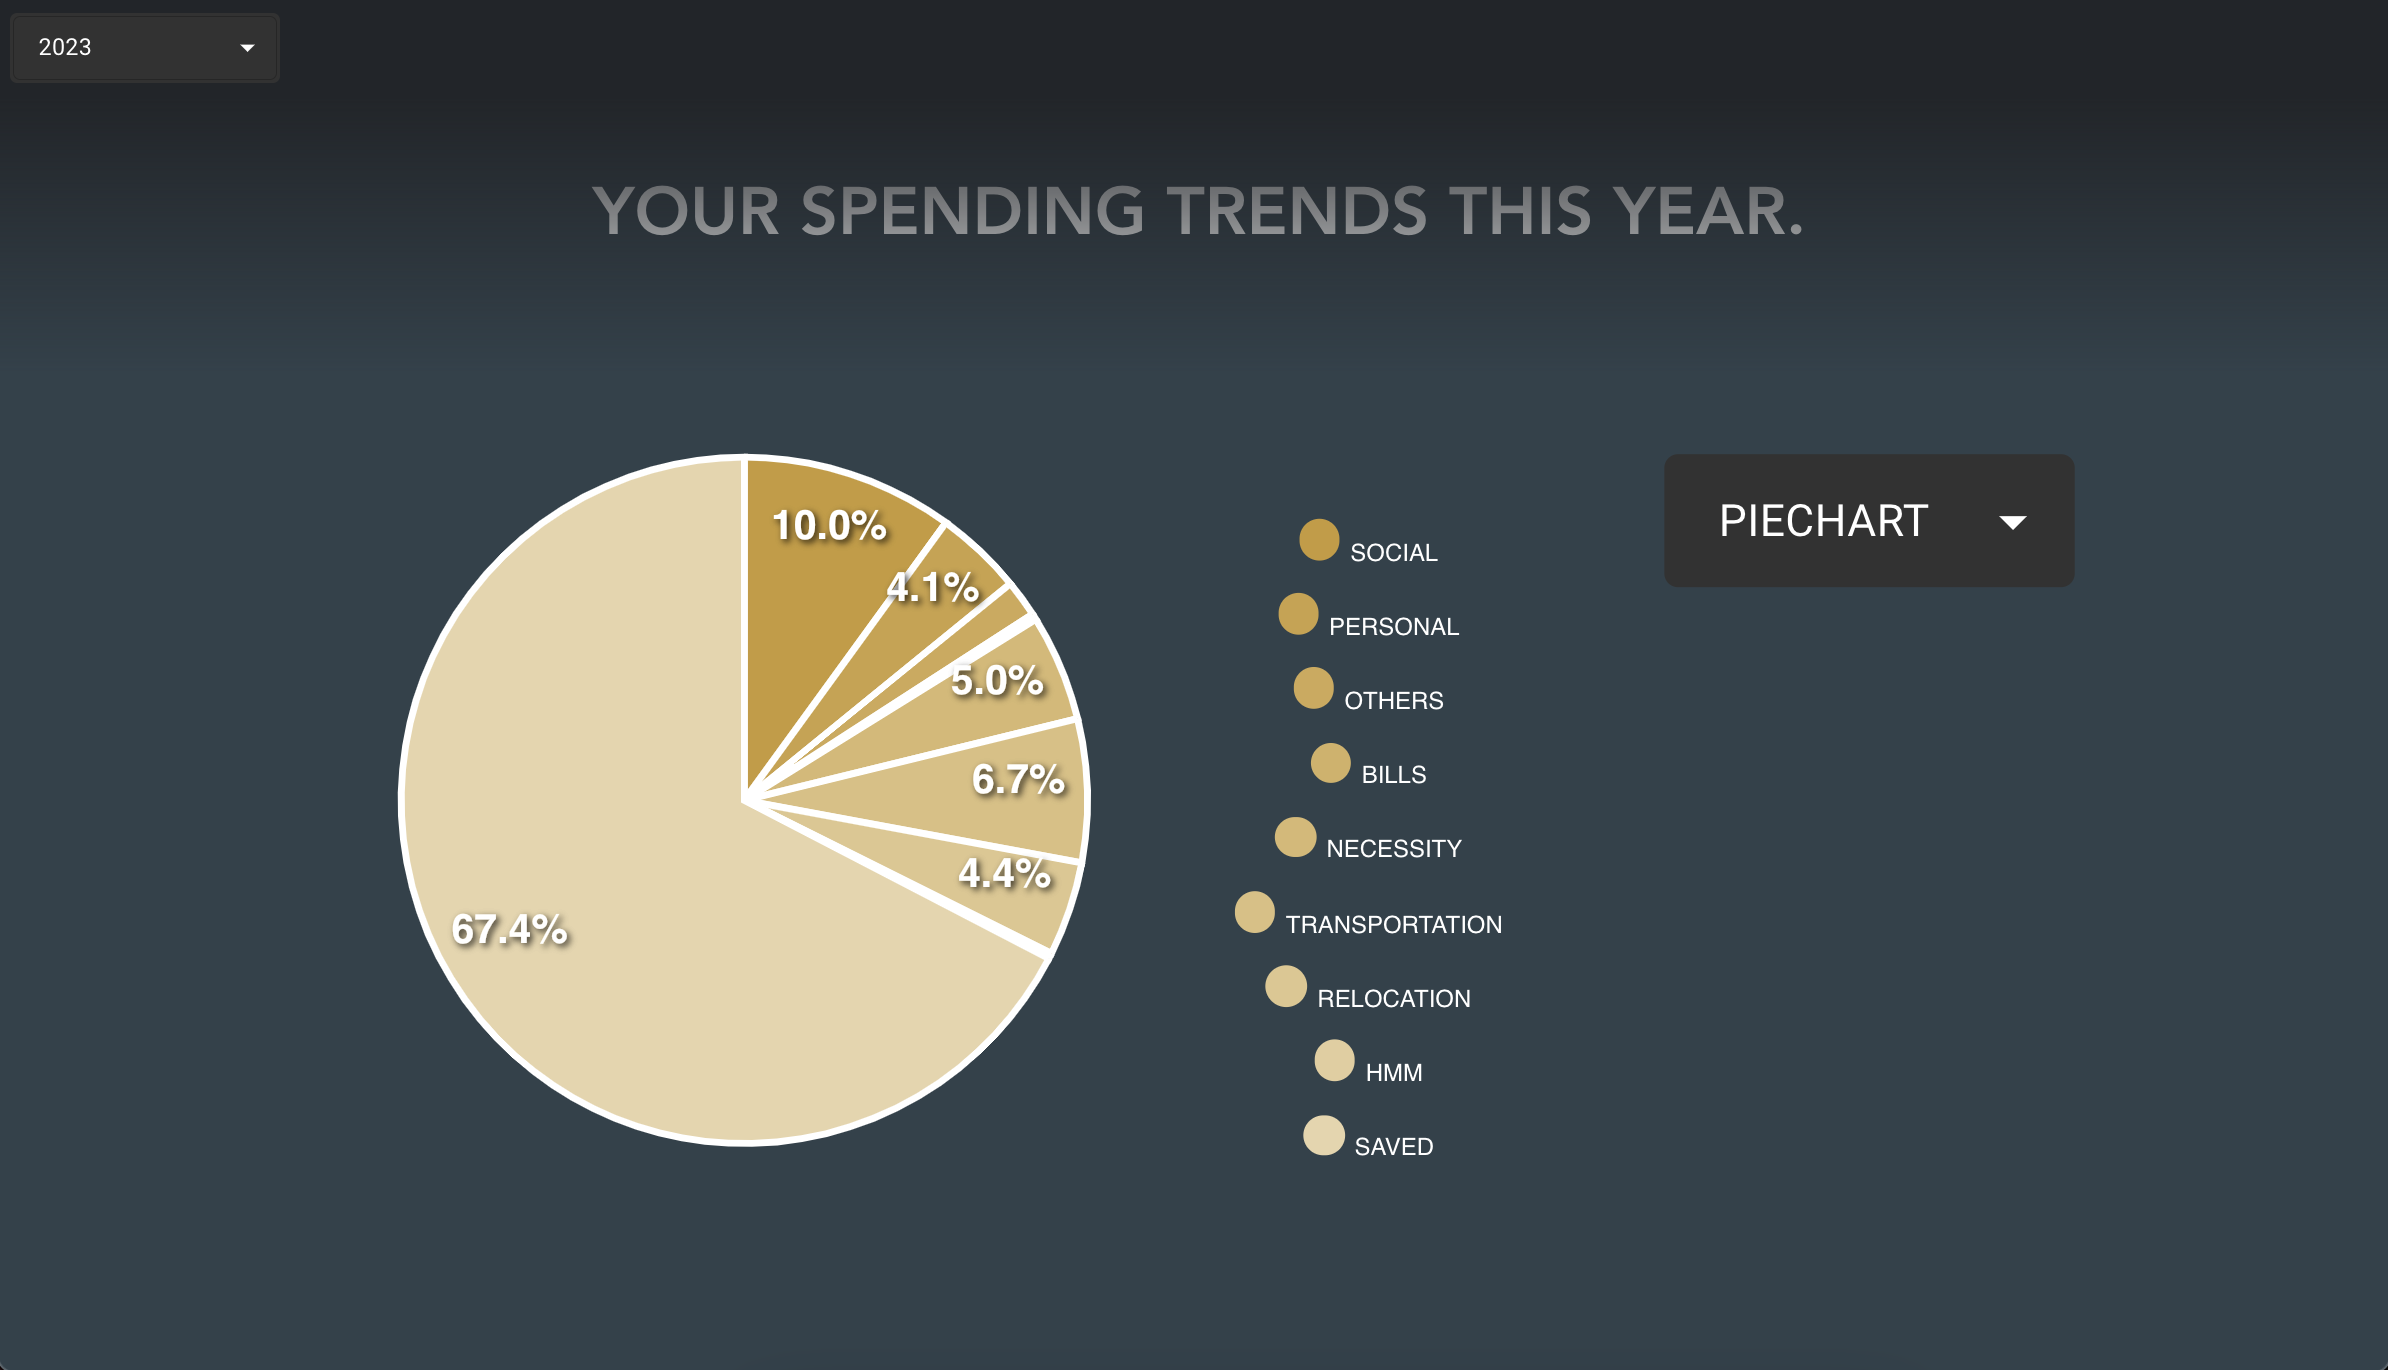 2023
YOUR SPENDING TRENDS THIS YEAR.
10.0%
4.1%
5.0%
6.7%
4.4%
67.4%
SOCIAL
PERSONAL
OTHERS
BILLS
NECESSITY
TRANSPORTATION
RELOCATION
HMM
SAVED
PIECHART